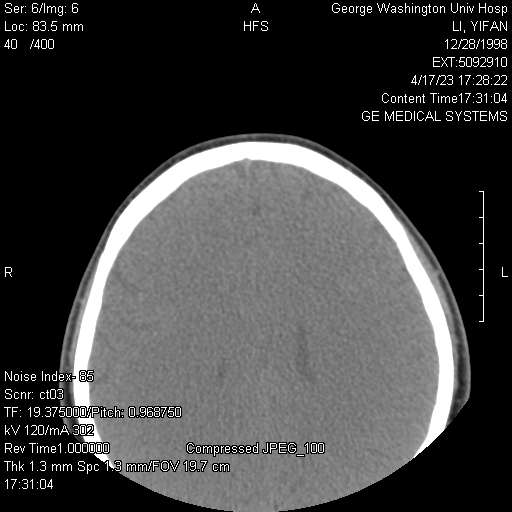 Ser: 6/Img: 6
Loc: 83.5 mm
40 /400
A
HFS
George Washington Univ Hosp
LI, YIFAN
12/28/1998
EXT:5092910
4/17/23 17:28:22
Content Time17:31:04
GE MEDICAL SYSTEMS
R
L
Noise Index- 85
Scnr: ct03
TF: 19.375000/Pitch: 0.968750
kV 120/mA 302
Rev Time1.000000
Compressed JPEG_100
Thk 1.3 mm Spc 1.3 mm/FOV 19.7 cm
17:31:04